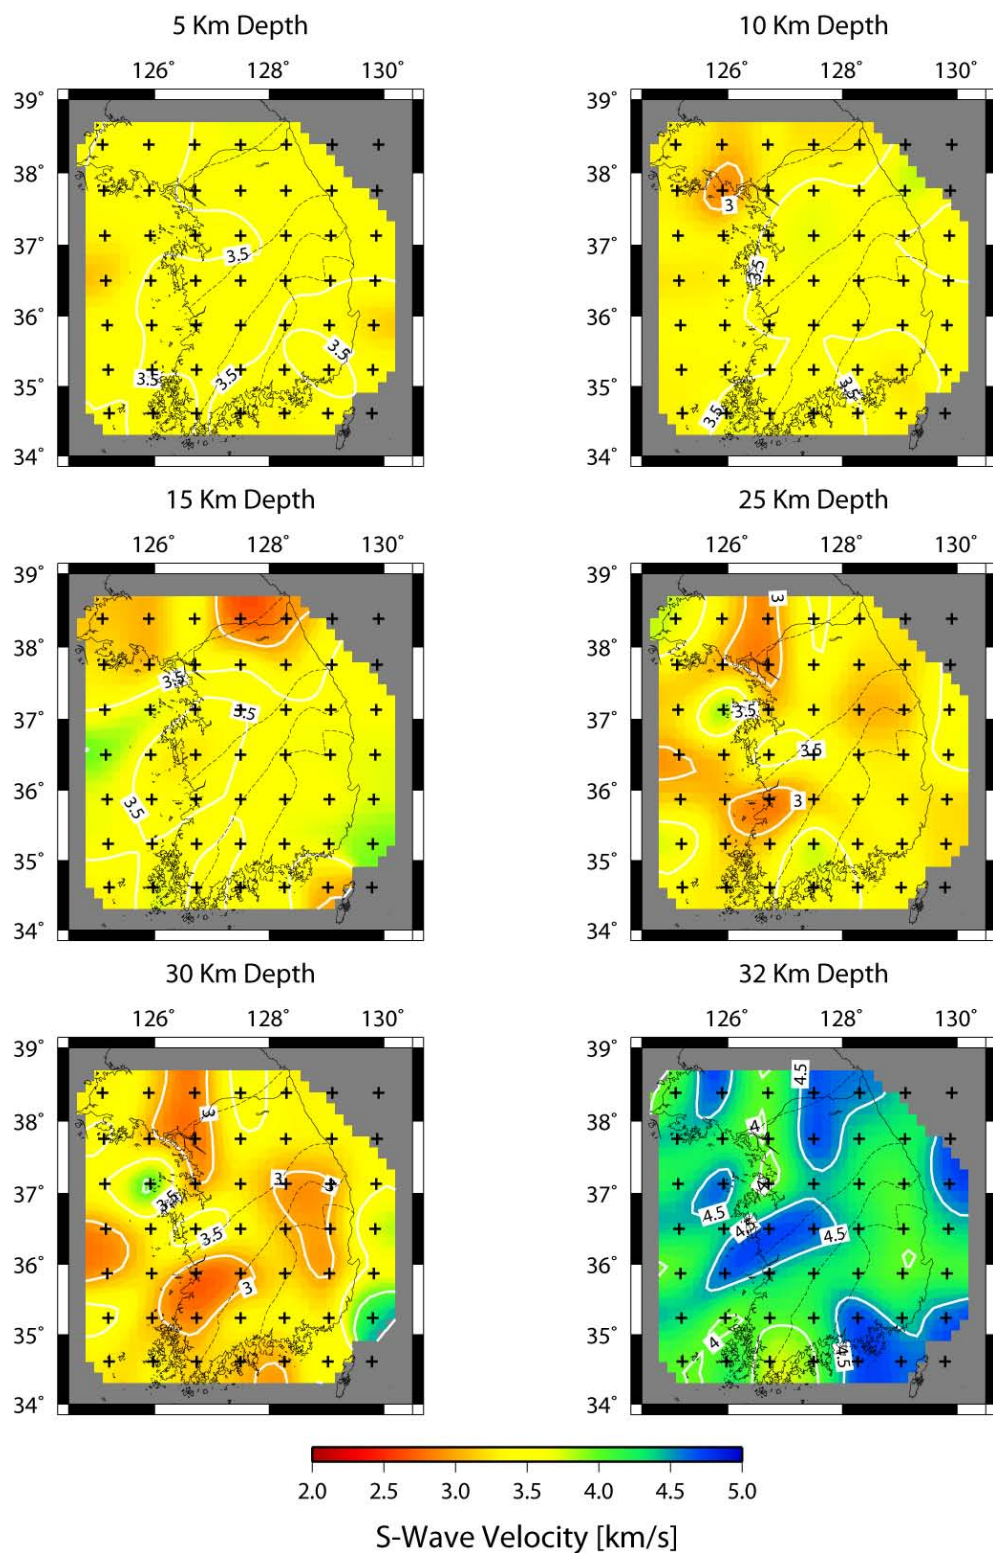 5 Km Depth 10 Km Depth
126˚ 128˚ 130˚ 126˚ 128˚ 130˚
39˚ 39˚
38˚ 38˚
3
37˚ 3.5 37˚
3.5
36˚ 36˚
3.5
35˚ 3.5 3.5 35˚ 3.5
3.5
34˚ 34˚
15 Km Depth 25 Km Depth
126˚ 128˚ 130˚ 126˚ 128˚ 130˚
39˚ 39˚
3
38˚ 38˚
3.5
37˚ 3.5 37˚ 3.5
3.5
36˚ 3.5 36˚ 3
35˚ 35˚
34˚ 34˚
30 Km Depth 32 Km Depth
126˚ 128˚ 130˚ 126˚ 128˚ 130˚
39˚ 39˚
4.5
38˚ 3 38˚ 4
37˚ 3.5 3 3 37˚ 4
4.5
3.5 4.5 4.5
36˚ 3 36˚
35˚ 35˚ 4 4.5
34˚ 34˚
2.0 2.5 3.0 3.5 4.0 4.5 5.0
S-Wave Velocity [km/s]